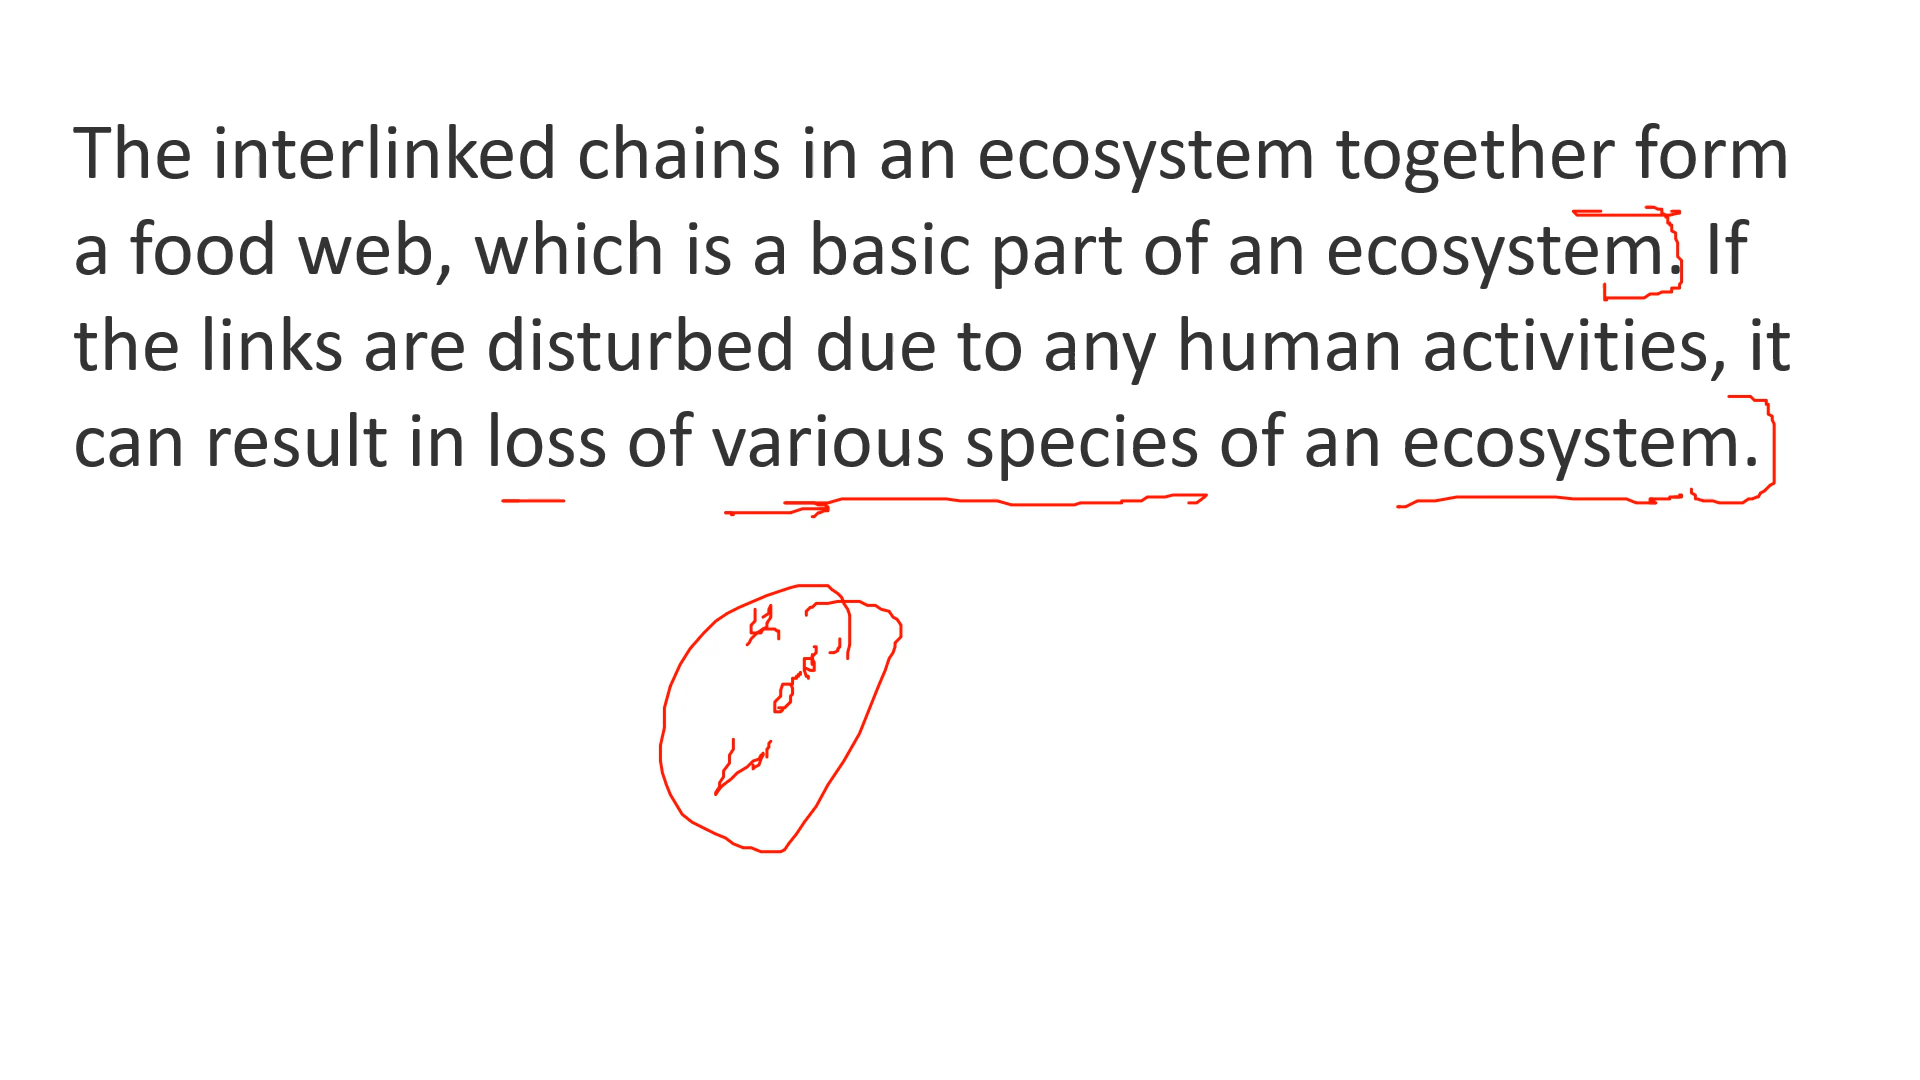 The interlinked chains in an ecosystem together form
a food web, which is a basic part of an ecosystem. If
the links are disturbed due to any human activities, it
can result in loss of various species of an ecosystem.